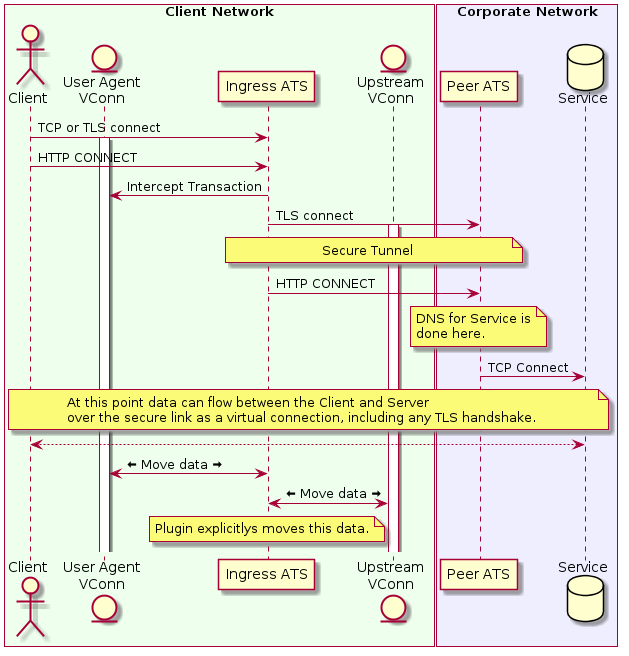 Client Network
Corporate Network
Client
User Agent
VConn
Ingress ATS
Upstream
VConn
Peer ATS
Service
TCP or TLS connect
HTTP CONNECT
Intercept Transaction
TLS connect
Secure Tunnel
HTTP CONNECT
DNS for Service is
done here.
TCP Connect
At this point data can flow between the Client and Server
over the secure link as a virtual connection, including any TLS handshake.
⬅ Move data ➡
⬅ Move data ➡
Plugin explicitlys moves this data.
Client
User Agent
VConn
Ingress ATS
Upstream
VConn
Peer ATS
Service